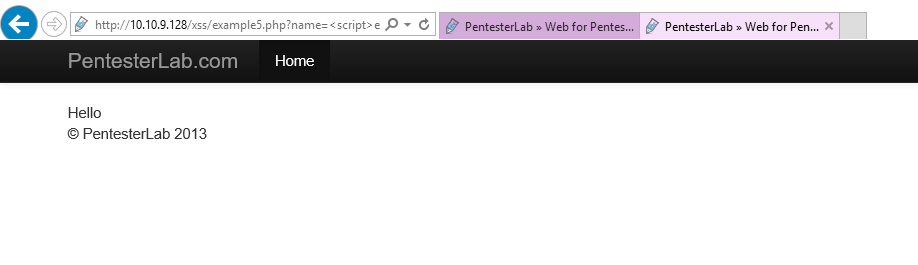 http://10.10.9.128/xss/example5.php?name=<script>e
PentesterLab » Web for Pentes...
PentesterLab » Web for Pen...
PentesterLab.com
Home
Hello
© PentesterLab 2013